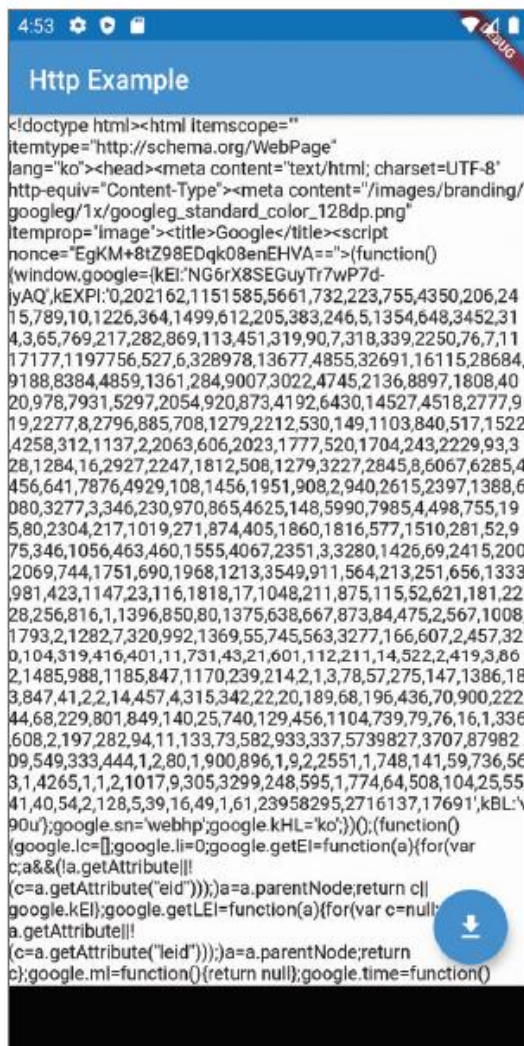 4:53
DEBUG
Http Example
<!doctype html><html itemscope=""
itemtype="http://schema.org/WebPage"
lang="ko"><head><meta content="text/html; charset=UTF-8"
http-equiv="Content-Type"><meta content="/images/branding/
googleg/1x/googleg_standard_color_128dp.png"
itemprop="image"><title>Google</title><script
nonce="EgKM+8tZ98EDqk08enEHVA==">(function()
{window.google={kEI:'NG6rX8SEGuyTr7wP7d-
jyAQ',kEXPI:'0,202162,1151585,5661,732,223,755,4350,206,24
15,789,10,1226,364,1499,612,205,383,246,5,1354,648,3452,31
4,3,65,769,217,282,869,113,451,319,90,7,318,339,2250,76,7,11
17177,1197756,527,6,328978,13677,4855,32691,16115,28684,
9188,8384,4859,1361,284,9007,3022,4745,2136,8897,1808,40
20,978,7931,5297,2054,920,873,4192,6430,14527,4518,2777,9
19,2277,8,2796,885,708,1279,2212,530,149,1103,840,517,1522
,4258,312,1137,2,2063,606,2023,1777,520,1704,243,2229,93,3
28,1284,16,2927,2247,1812,508,1279,3227,2845,8,6067,6285,4
456,641,7876,4929,108,1456,1951,908,2,940,2615,2397,1388,6
080,3277,3,346,230,970,865,4625,148,5990,7985,4,498,755,19
5,80,2304,217,1019,271,874,405,1860,1816,577,1510,281,52,9
75,346,1056,463,460,1555,4067,2351,3,3280,1426,69,2415,200
,2069,744,1751,690,1968,1213,3549,911,564,213,251,656,1333
,981,423,1147,23,116,1818,17,1048,211,875,115,52,621,181,22
28,256,816,1,1396,850,80,1375,638,667,873,84,475,2,567,1008,
1793,2,1282,7,320,992,1369,55,745,563,3277,166,607,2,457,32
0,104,319,416,401,11,731,43,21,601,112,211,14,522,2,419,3,86
2,1485,988,1185,847,1170,239,214,2,1,3,78,57,275,147,1386,18
3,847,41,2,2,14,457,4,315,342,22,20,189,68,196,436,70,900,222
44,68,229,801,849,140,25,740,129,456,1104,739,79,76,16,1,336
,608,2,197,282,94,11,133,73,582,933,337,5739827,3707,87982
09,549,333,444,1,2,80,1,900,896,1,9,2,2551,1,748,141,59,736,56
3,1,4265,1,1,2,1017,9,305,3299,248,595,1,774,64,508,104,25,55
41,40,54,2,128,5,39,16,49,1,61,23958295,2716137,17691',kBL:'
90u'};google.sn='webhp';google.kHL='ko';})();(function()
{google.lc=[];google.li=0;google.getEI=function(a){for(var
c;a&&(!a.getAttribute||!
(c=a.getAttribute("eid")));)a=a.parentNode;return c||
google.kEI};google.getLEI=function(a){for(var c=null;
a.getAttribute||!
(c=a.getAttribute("leid")));)a=a.parentNode;return
c};google.ml=function(){return null};google.time=function()